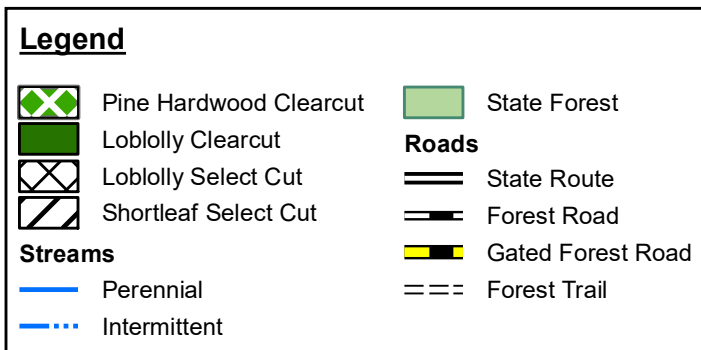 Legend
Pine Hardwood Clearcut
Loblolly Clearcut
Loblolly Select Cut
Shortleaf Select Cut
Streams
Perennial
Intermittent
State Forest
Roads
State Route
Forest Road
Gated Forest Road
Forest Trail